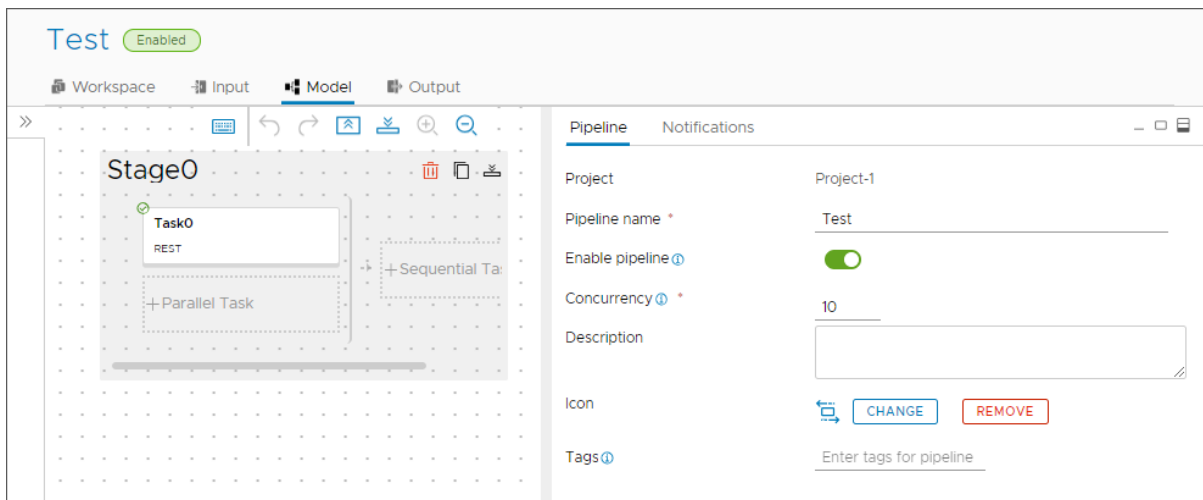 Test Enabled
Workspace Input Model Output
Pipeline Notifications
Stage0
Task0
REST
+Parallel Task
+Sequential Ta
Project Project-1
Pipeline name * Test
Enable pipeline
Concurrency * 10
Description
Icon CHANGE REMOVE
Tags Enter tags for pipeline